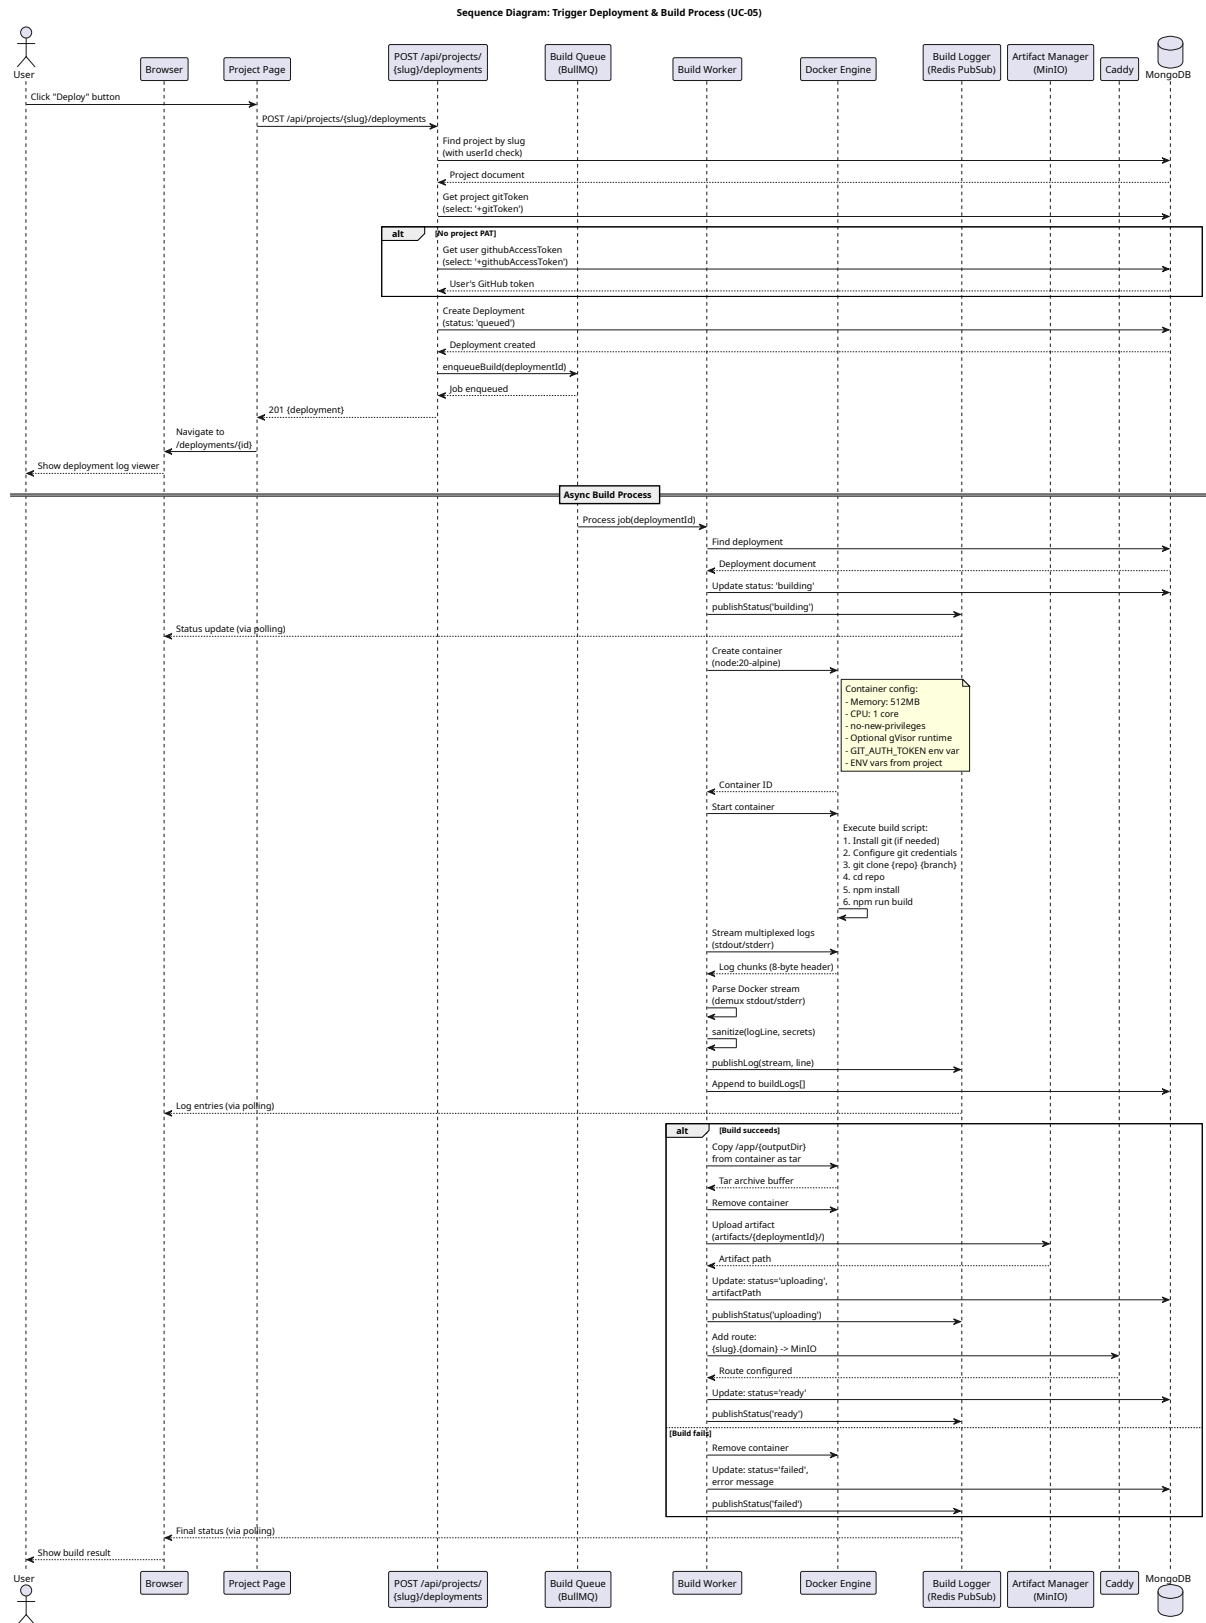 Sequence Diagram: Trigger Deployment & Build Process (UC-05)
User
Browser
Project Page
POST /api/projects/
{slug}/deployments
Build Queue
(BullMQ)
Build Worker
Docker Engine
Build Logger
(Redis PubSub)
Artifact Manager
(MinIO)
Caddy
MongoDB
Click "Deploy" button
POST /api/projects/{slug}/deployments
Find project by slug
(with userId check)
Project document
Get project gitToken
(select: '+gitToken')
alt
[No project PAT]
Get user githubAccessToken
(select: '+githubAccessToken')
User's GitHub token
Create Deployment
(status: 'queued')
Deployment created
enqueueBuild(deploymentId)
Job enqueued
201 {deployment}
Navigate to
/deployments/{id}
Show deployment log viewer
Async Build Process
Process job(deploymentId)
Find deployment
Deployment document
Update status: 'building'
publishStatus('building')
Status update (via polling)
Create container
(node:20-alpine)
Container config:
- Memory: 512MB
- CPU: 1 core
- no-new-privileges
- Optional gVisor runtime
- GIT_AUTH_TOKEN env var
- ENV vars from project
Container ID
Start container
Execute build script:
1. Install git (if needed)
2. Configure git credentials
3. git clone {repo} {branch}
4. cd repo
5. npm install
6. npm run build
Stream multiplexed logs
(stdout/stderr)
Log chunks (8-byte header)
Parse Docker stream
(demux stdout/stderr)
sanitize(logLine, secrets)
publishLog(stream, line)
Append to buildLogs[]
Log entries (via polling)
alt
[Build succeeds]
Copy /app/{outputDir}
from container as tar
Tar archive buffer
Remove container
Upload artifact
(artifacts/{deploymentId}/)
Artifact path
Update: status='uploading',
artifactPath
publishStatus('uploading')
Add route:
{slug}.{domain} -> MinIO
Route configured
Update: status='ready'
publishStatus('ready')
[Build fails]
Remove container
Update: status='failed',
error message
publishStatus('failed')
Final status (via polling)
Show build result
User
Browser
Project Page
POST /api/projects/
{slug}/deployments
Build Queue
(BullMQ)
Build Worker
Docker Engine
Build Logger
(Redis PubSub)
Artifact Manager
(MinIO)
Caddy
MongoDB